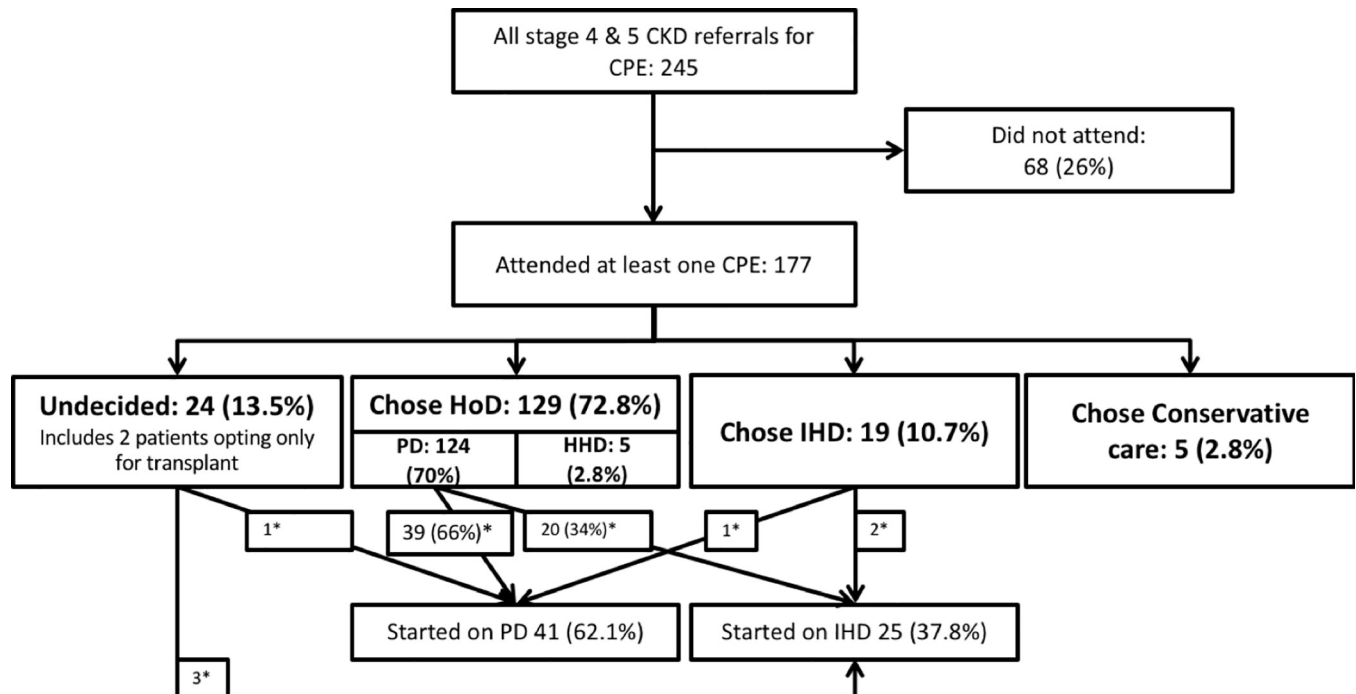 All stage 4 & 5 CKD referrals for
CPE: 245
Did not attend:
68 (26%)
Attended at least one CPE: 177
Undecided: 24 (13.5%)
Includes 2 patients opting only
for transplant
Chose HoD: 129 (72.8%)
PD: 124
(70%)
HHD: 5
(2.8%)
Chose IHD: 19 (10.7%)
Chose Conservative
care: 5 (2.8%)
1*
39 (66%)*
20 (34%)*
1*
2*
Started on PD 41 (62.1%)
Started on IHD 25 (37.8%)
3*